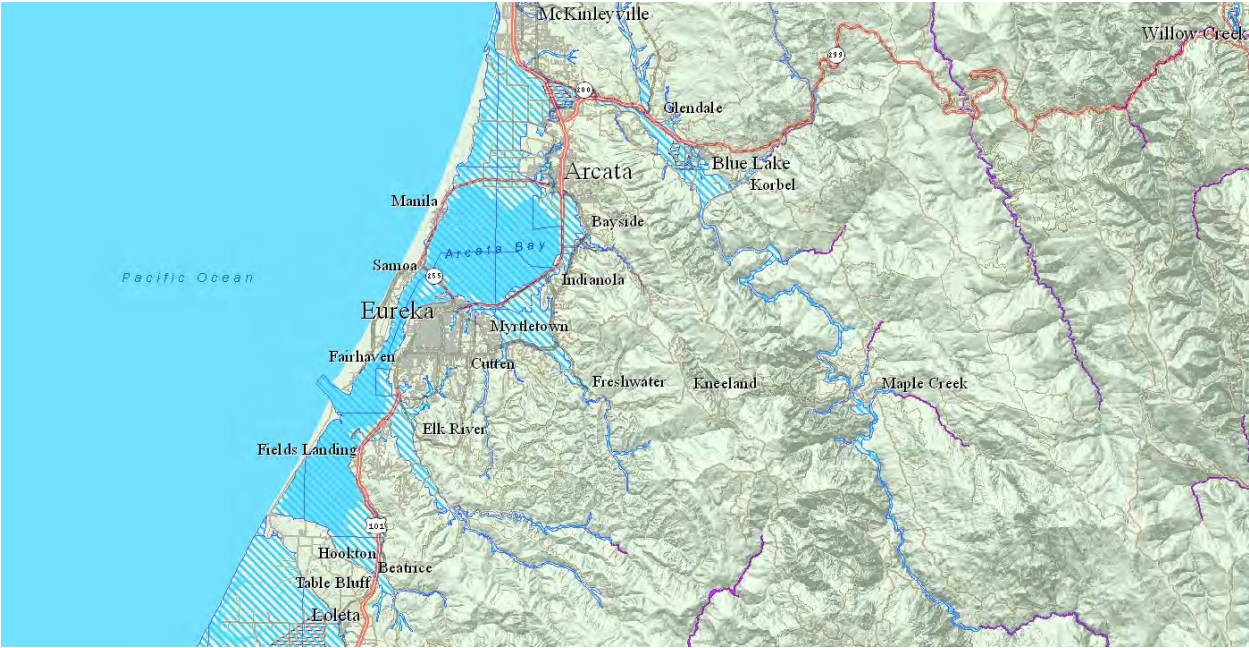 McKinleyville
Willow Creek
299
200
Glendale
Blue Lake
Arcata
Korbel
Manila
Bayside
Arcata Bay
Samoa
255
Pacific Ocean
Indianola
Eureka
Myrtletown
Fairhaven
Cutten
Freshwater
Kneeland
Maple Creek
Elk River
Fields Landing
101
Hookton
Beatrice
Table Bluff
Loleta